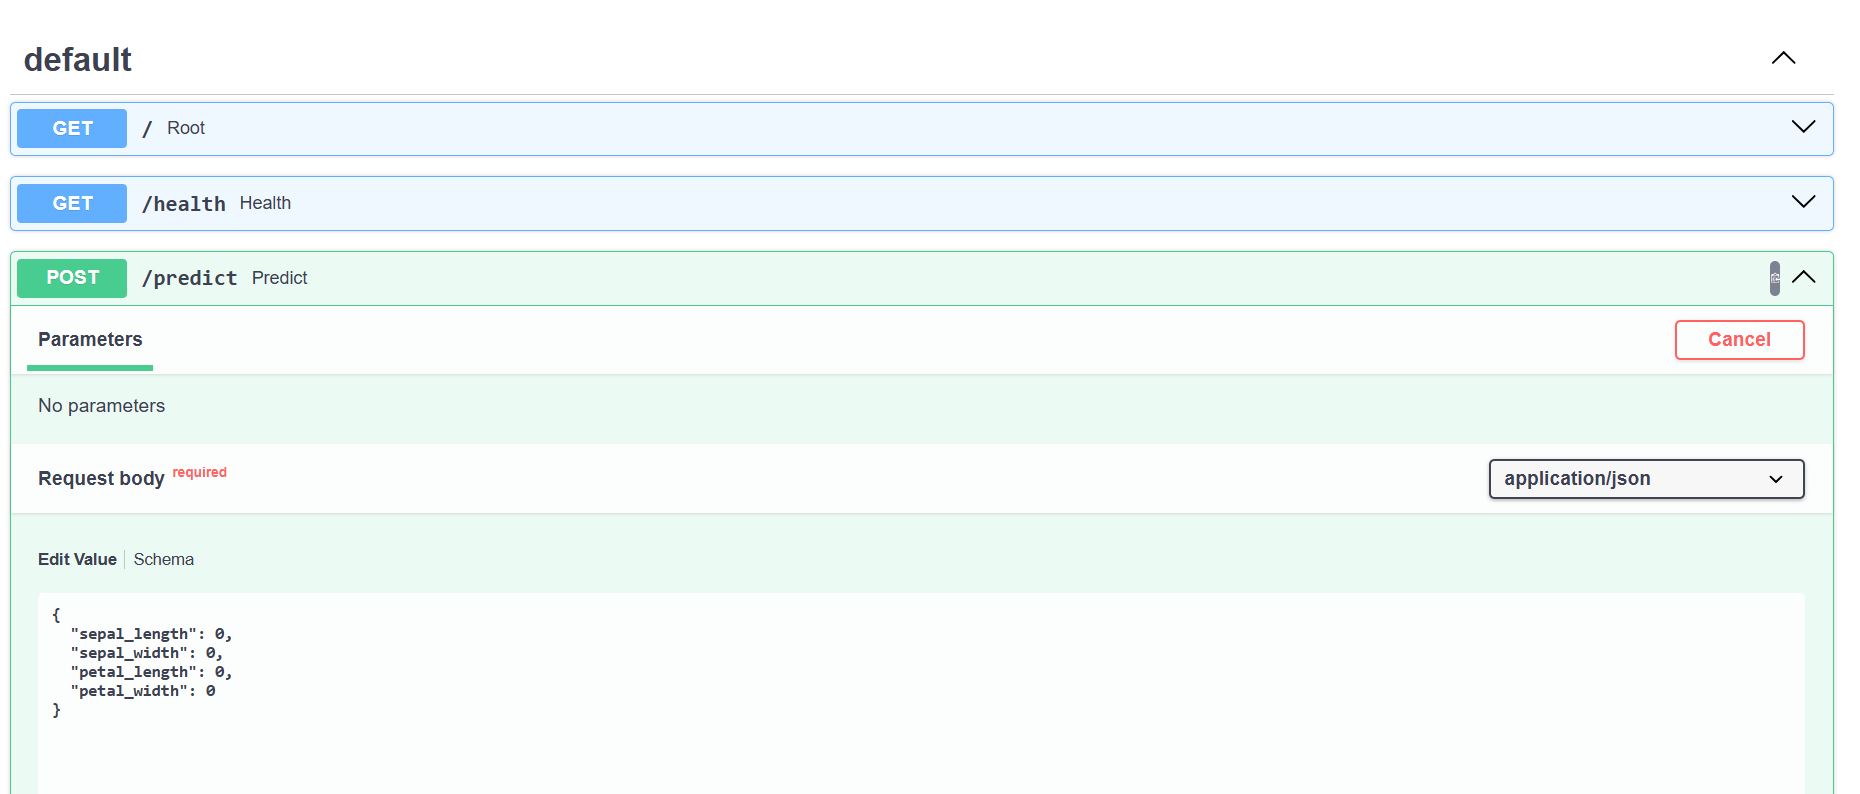 default
GET / Root
GET /health Health
POST /predict Predict
Parameters
Cancel
No parameters
Request body required
application/json
Edit Value Schema
{
"sepal_length": 0,
"sepal_width": 0,
"petal_length": 0,
"petal_width": 0
}